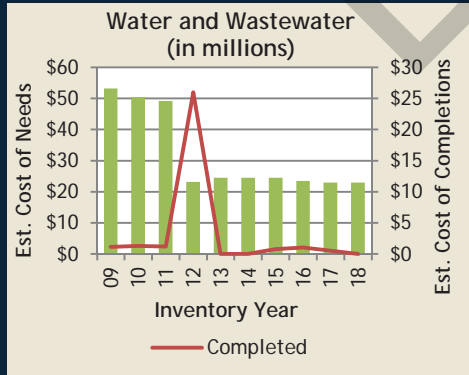 Water and Wastewater
(in millions)
Est. Cost of Needs
$60
$50
$40
$30
$20
$10
$0
$30
$25
$20
$15
$10
$5
$0
Est. Cost of Completions
09 10 11 12 13 14 15 16 17 18
Inventory Year
Completed